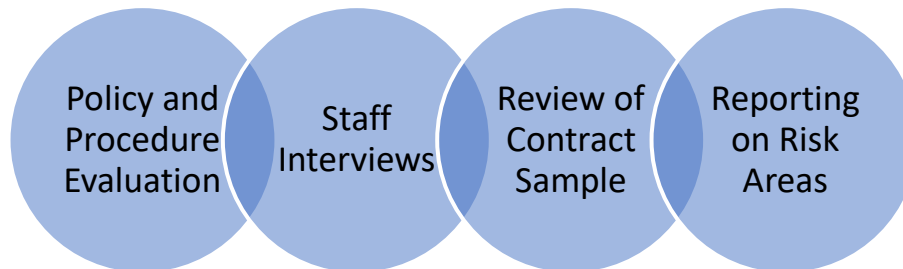 Policy and
Procedure
Evaluation
Staff
Interviews
Review of
Contract
Sample
Reporting
on Risk
Areas